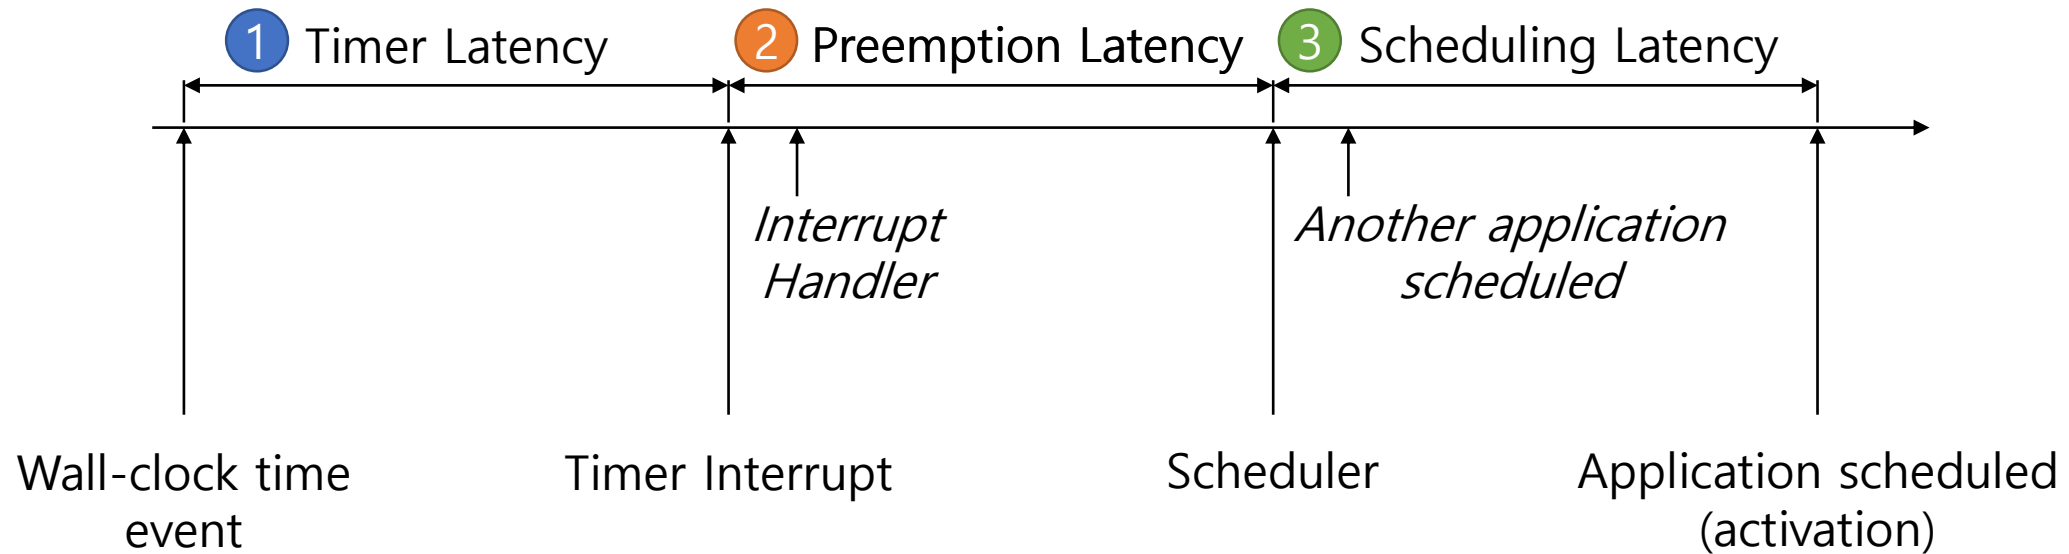 1 Timer Latency
2 Preemption Latency
3 Scheduling Latency
Interrupt
Handler
Another application
scheduled
Wall-clock time
event
Timer Interrupt
Scheduler
Application scheduled
(activation)